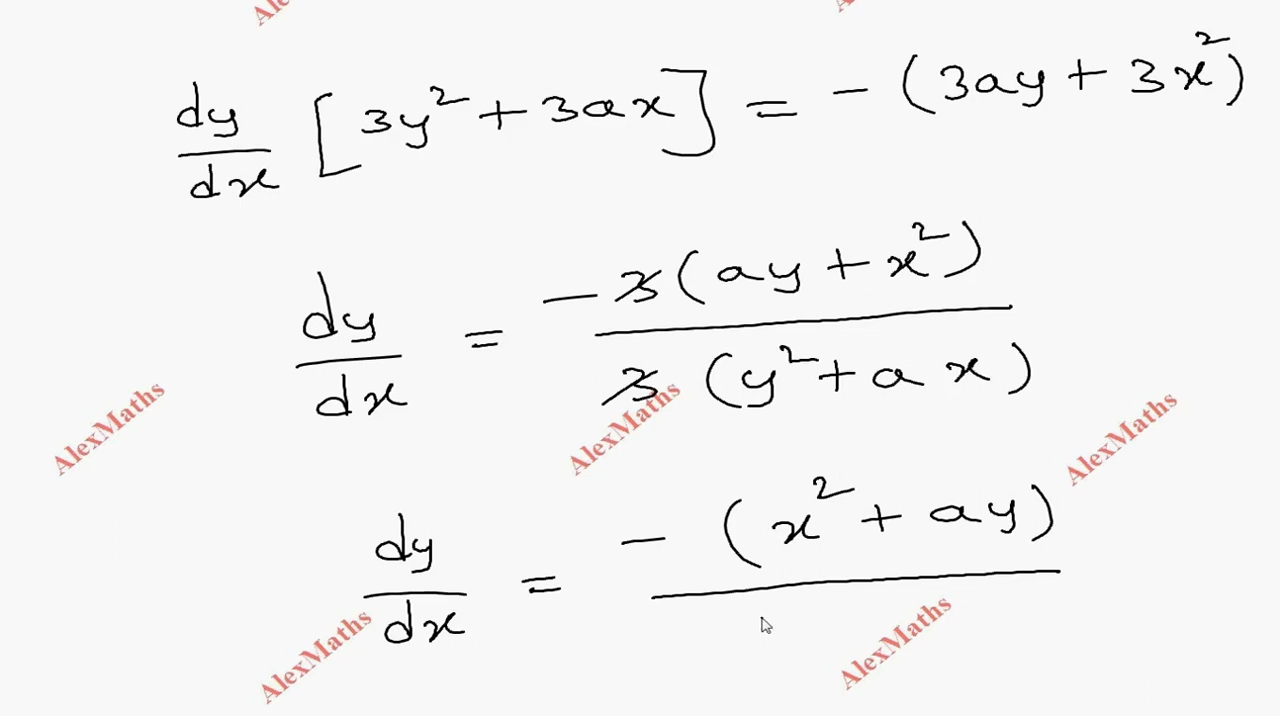 dy/dx [3y² + 3ax] = - (3ay + 3x²)
dy/dx = -3(ay + x²) / 3(y² + ax)
AlexMaths AlexMaths AlexMaths
dy/dx = - (x² + ay) /
AlexMaths AlexMaths